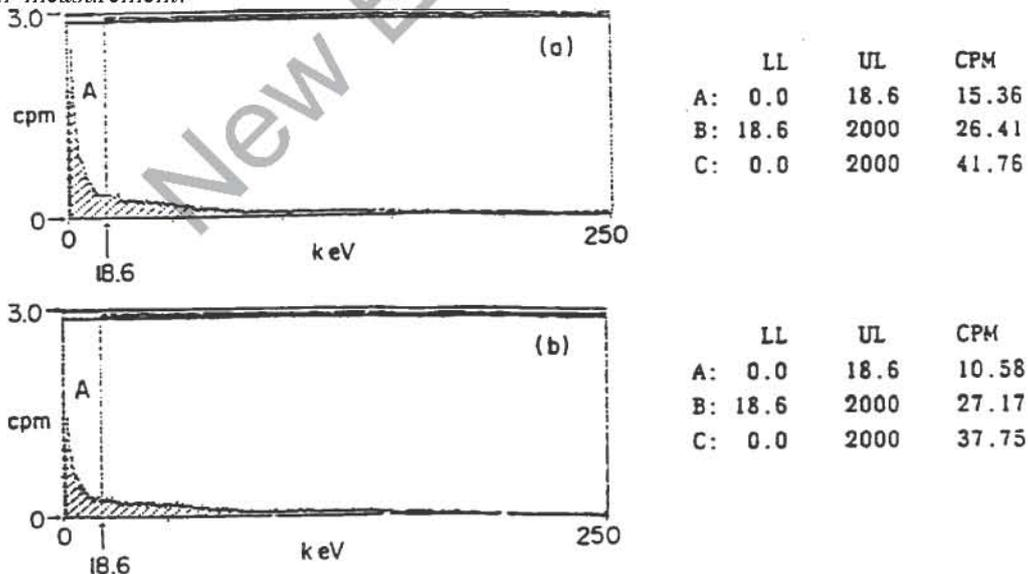 measurement.
3.0
(a)
A
cpm
0
0
250
keV
18.6
LL UL CPM
A: 0.0 18.6 15.36
B: 18.6 2000 26.41
C: 0.0 2000 41.76
New
3.0
(b)
A
cpm
0
0
250
keV
18.6
LL UL CPM
A: 0.0 18.6 10.58
B: 18.6 2000 27.17
C: 0.0 2000 37.75